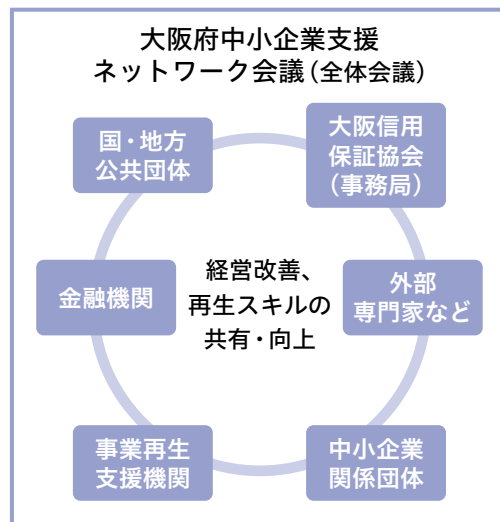 大阪府中小企業支援
ネットワーク会議(全体会議)
国・地方
公共団体
大阪信用
保証協会
(事務局)
金融機関
経営改善、
再生スキルの
共有・向上
外部
専門家など
事業再生
支援機関
中小企業
関係団体